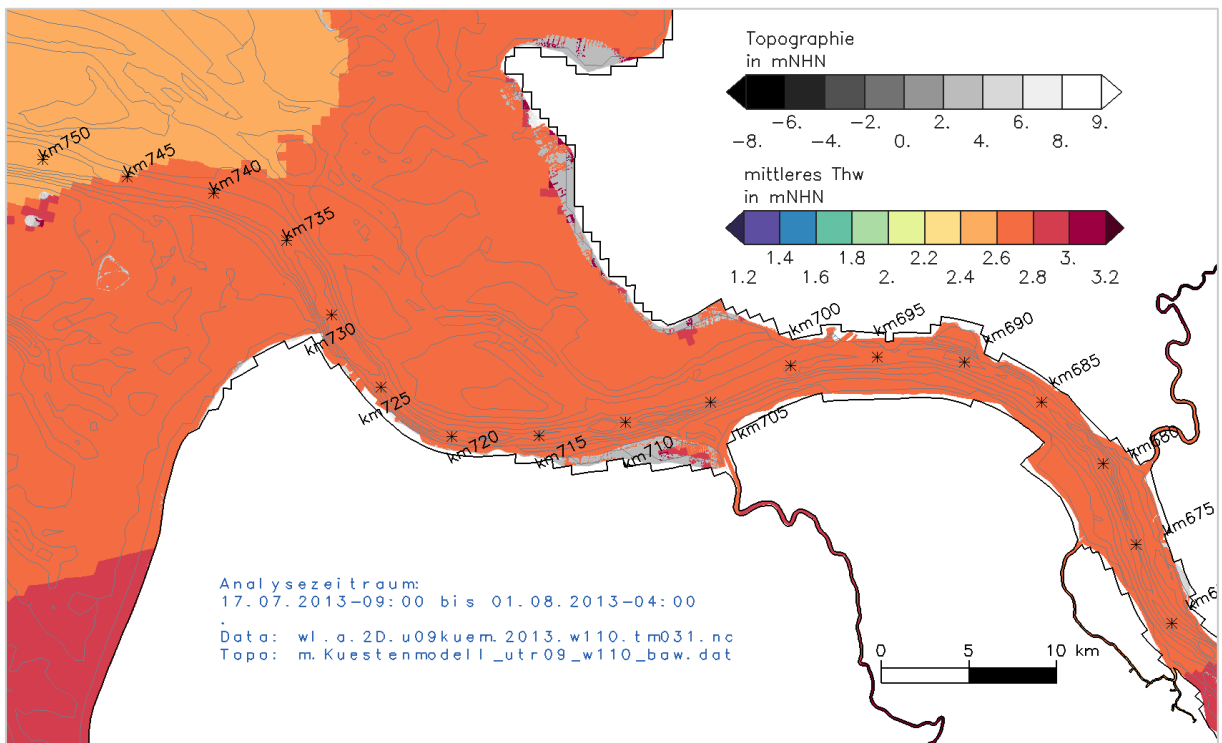 Topographie
in mNHN
-6. -2. 2. 6. 9.
-8. -4. 0. 4. 8.
mittleres Thw
in mNHN
1.4 1.8 2.2 2.6 3.
1.2 1.6 2. 2.4 2.8 3.2
km750
km745
km740
km735
km730
km725
km720
km715
km710
km705
km700
km695
km690
km685
km680
km675
Analysezeitraum:
17.07.2013-09:00 bis 01.08.2013-04:00
.
Data: wl.a.2D.u09kuem.2013.w110.tm031.nc
Topo: m.Kuestenmodell_utr09_w110_baw.dat
0 5 10 km